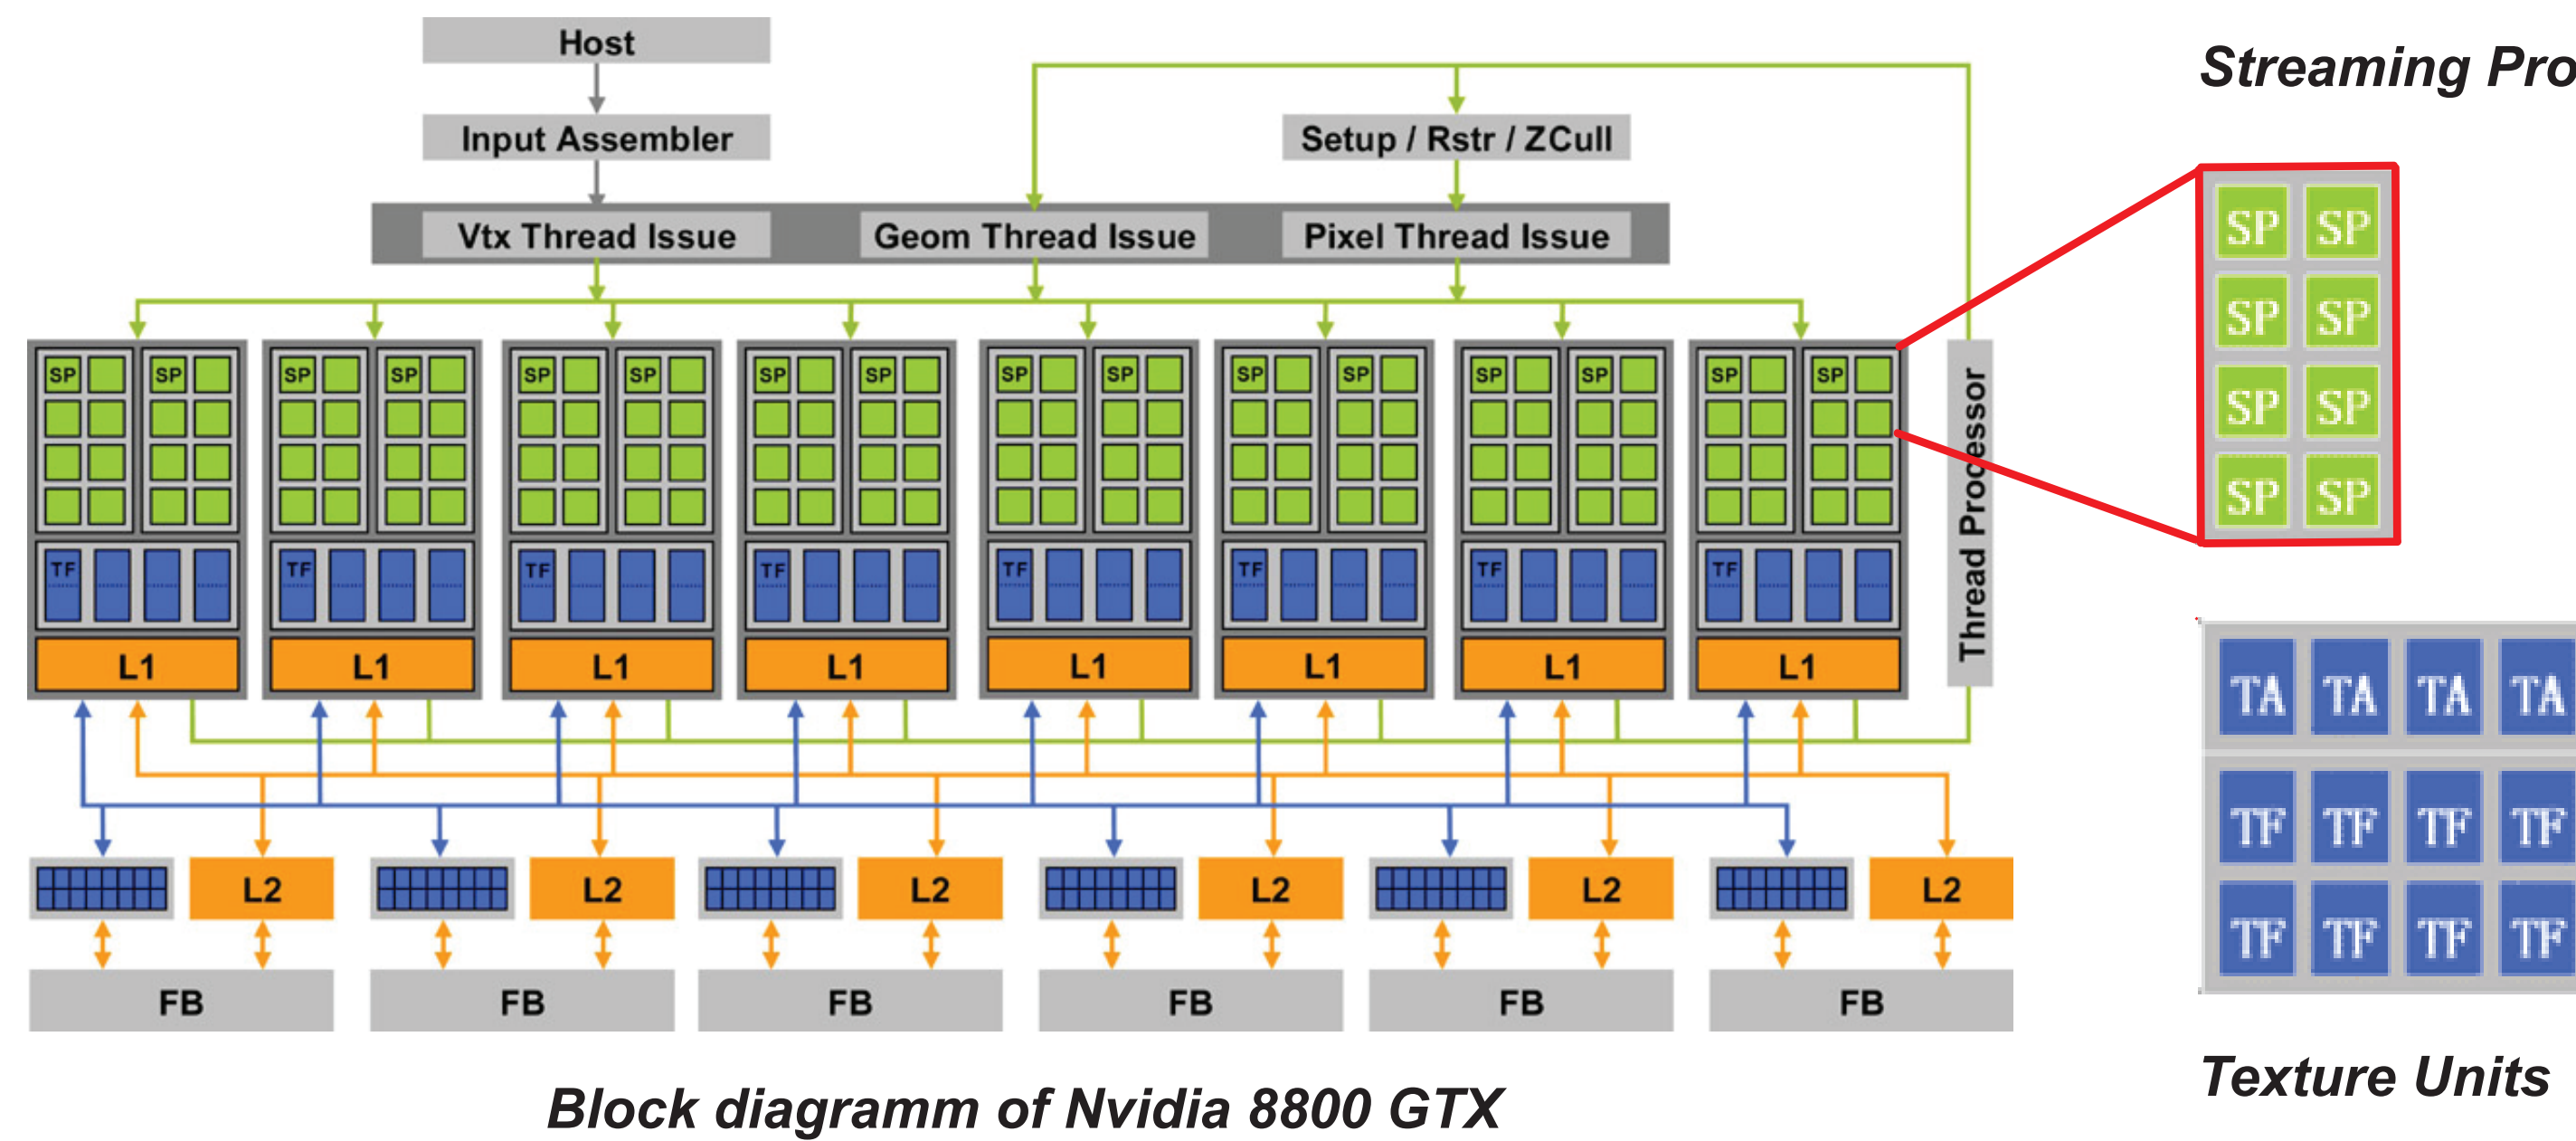 Host
Streaming Pro
Input Assembler
Setup / Rstr / ZCull
Vtx Thread Issue
Geom Thread Issue
Pixel Thread Issue
SP SP SP SP SP SP SP SP SP SP SP SP SP SP SP SP
TF TF TF TF TF TF TF TF
L1 L1 L1 L1 L1 L1 L1 L1
Thread Processor
SP SP
SP SP
SP SP
SP SP
L2 L2 L2 L2 L2 L2
FB FB FB FB FB FB
TA TA TA TA
TF TF TF TF
TF TF TF TF
Texture Units
Block diagramm of Nvidia 8800 GTX